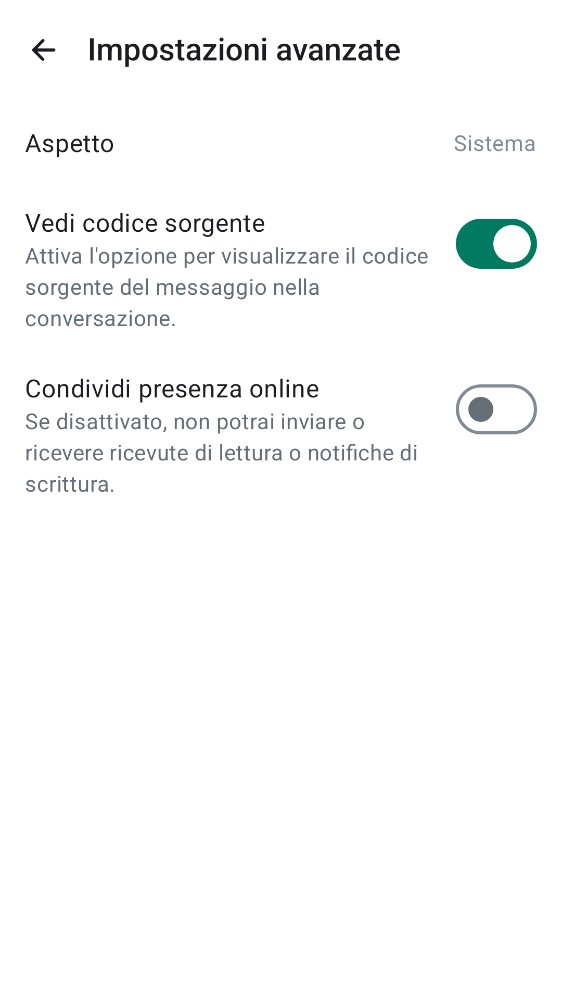 Impostazioni avanzate
Aspetto
Sistema
Vedi codice sorgente
Attiva l'opzione per visualizzare il codice
sorgente del messaggio nella
conversazione.
Condividi presenza online
Se disattivato, non potrai inviare o
ricevere ricevute di lettura o notifiche di
scrittura.